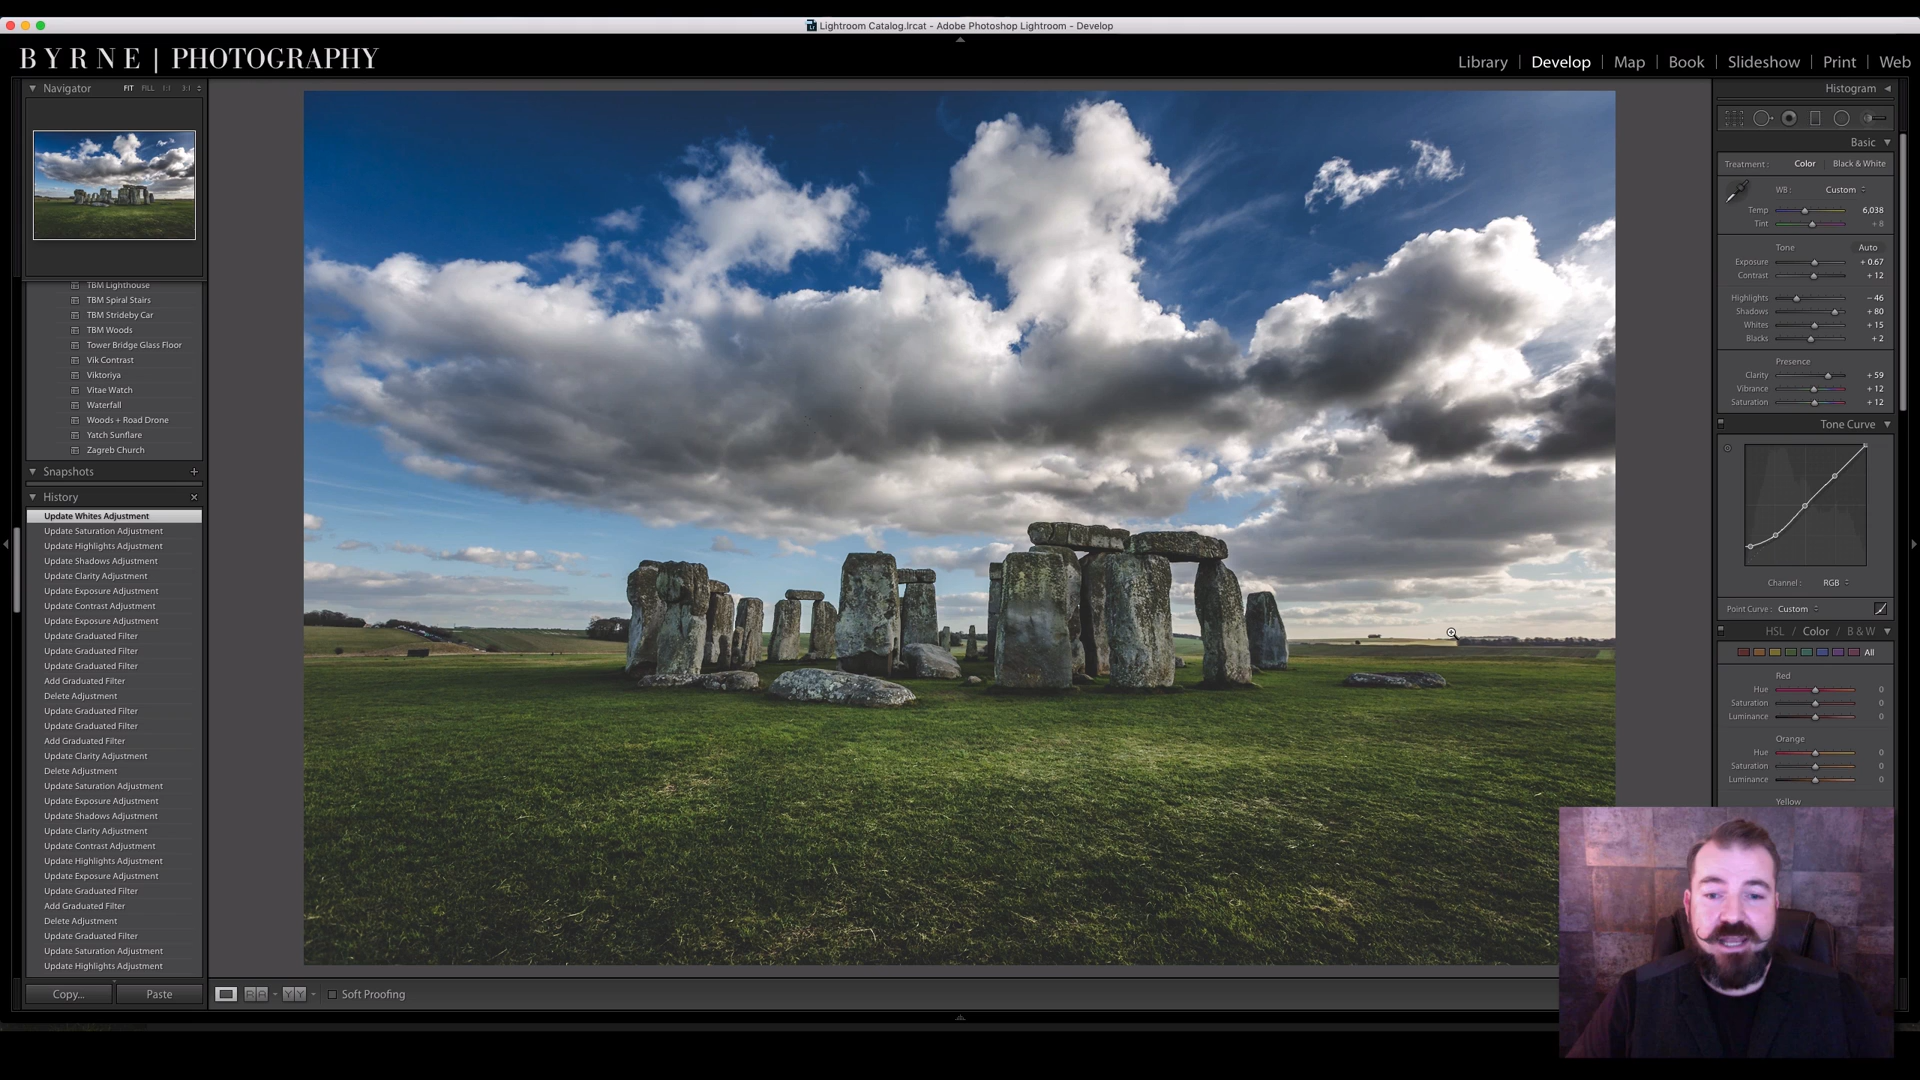 Lightroom Catalog.lrcat - Adobe Photoshop Lightroom - Develop
BYRNE | PHOTOGRAPHY
Library | Develop | Map | Book | Slideshow | Print | Web
Navigator FIT FILL 1:1 3:1
TBM Lighthouse
TBM Spiral Stairs
TBM Strideby Car
TBM Woods
Tower Bridge Glass Floor
Vik Contrast
Viktoriya
Vitae Watch
Waterfall
Woods + Road Drone
Yatch Sunflare
Zagreb Church
Snapshots +
History ×
Update Whites Adjustment
Update Saturation Adjustment
Update Highlights Adjustment
Update Shadows Adjustment
Update Clarity Adjustment
Update Exposure Adjustment
Update Contrast Adjustment
Update Exposure Adjustment
Update Graduated Filter
Update Graduated Filter
Update Graduated Filter
Add Graduated Filter
Delete Adjustment
Update Graduated Filter
Update Graduated Filter
Add Graduated Filter
Update Clarity Adjustment
Delete Adjustment
Update Saturation Adjustment
Update Exposure Adjustment
Update Shadows Adjustment
Update Clarity Adjustment
Update Contrast Adjustment
Update Highlights Adjustment
Update Exposure Adjustment
Update Graduated Filter
Add Graduated Filter
Delete Adjustment
Update Graduated Filter
Update Saturation Adjustment
Update Highlights Adjustment
Copy... Paste
Soft Proofing
Histogram
Basic
Treatment : Color | Black & White
WB : Custom
Temp 6,038
Tint + 8
Tone Auto
Exposure + 0.67
Contrast + 12
Highlights − 46
Shadows + 80
Whites + 15
Blacks + 2
Presence
Clarity + 59
Vibrance + 12
Saturation + 12
Tone Curve
Channel : RGB
Point Curve : Custom
HSL / Color / B & W
All
Red
Hue 0
Saturation 0
Luminance 0
Orange
Hue 0
Saturation 0
Luminance 0
Yellow